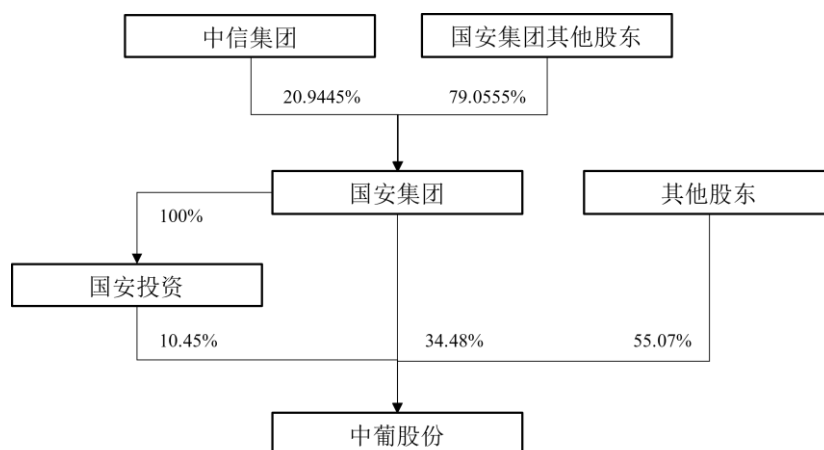 中信集团
国安集团其他股东
20.9445%
79.0555%
国安集团
其他股东
100%
国安投资
10.45%
34.48%
55.07%
中葡股份